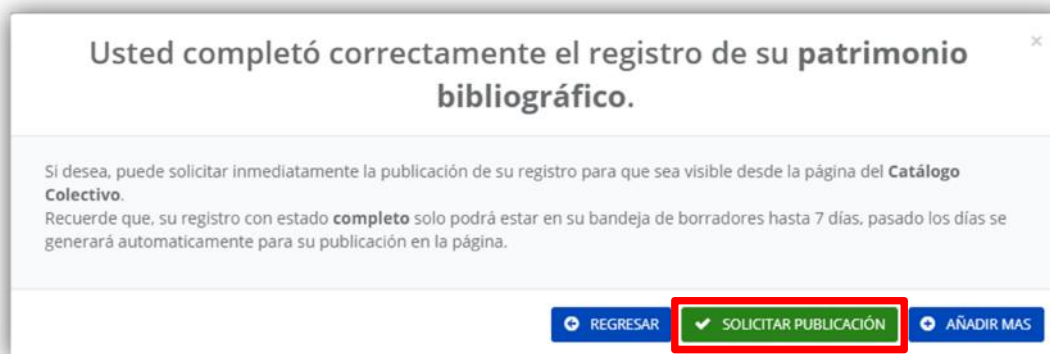 Usted completó correctamente el registro de su patrimonio
bibliográfico.
Si desea, puede solicitar inmediatamente la publicación de su registro para que sea visible desde la página del Catálogo
Colectivo.
Recuerde que, su registro con estado completo solo podrá estar en su bandeja de borradores hasta 7 días, pasado los días se
generará automaticamente para su publicación en la página.
REGRESAR SOLICITAR PUBLICACIÓN AÑADIR MAS